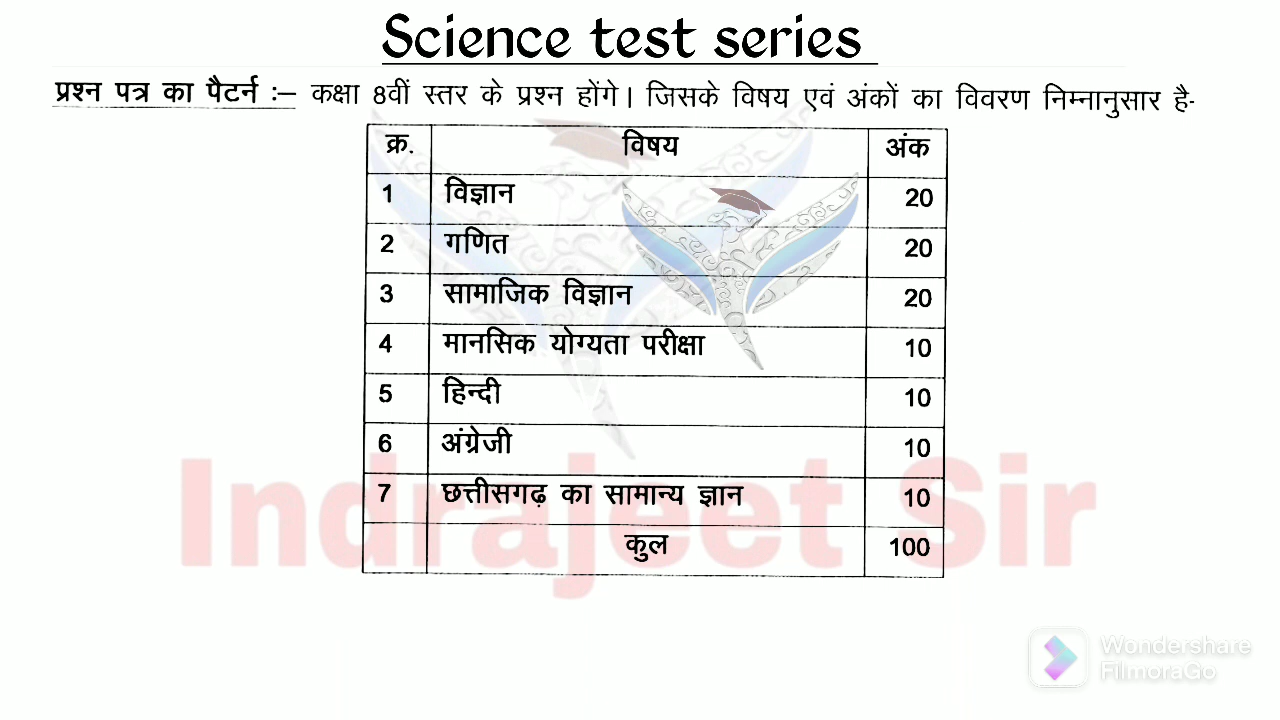 Science test series
प्रश्न पत्र का पैटर्न :– कक्षा 8वीं स्तर के प्रश्न होंगे। जिसके विषय एवं अंकों का विवरण निम्नानुसार है-
क्र. विषय अंक
1 विज्ञान 20
2 गणित 20
3 सामाजिक विज्ञान 20
4 मानसिक योग्यता परीक्षा 10
5 हिन्दी 10
6 अंग्रेजी 10
7 छत्तीसगढ़ का सामान्य ज्ञान 10
कुल 100
Indrajeet Sir
Wondershare
FilmoraGo